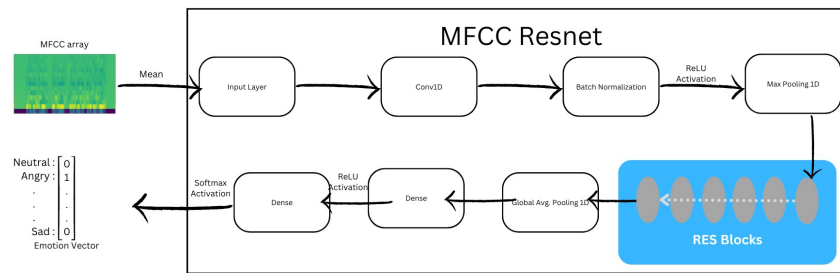 MFCC Resnet
MFCC array
Mean
Input Layer
Conv1D
Batch Normalization
ReLU
Activation
Max Pooling 1D
RES Blocks
Global Avg. Pooling 1D
Dense
ReLU
Activation
Dense
Softmax
Activation
Neutral : 0
Angry : 1
. .
. .
. .
Sad : 0
Emotion Vector